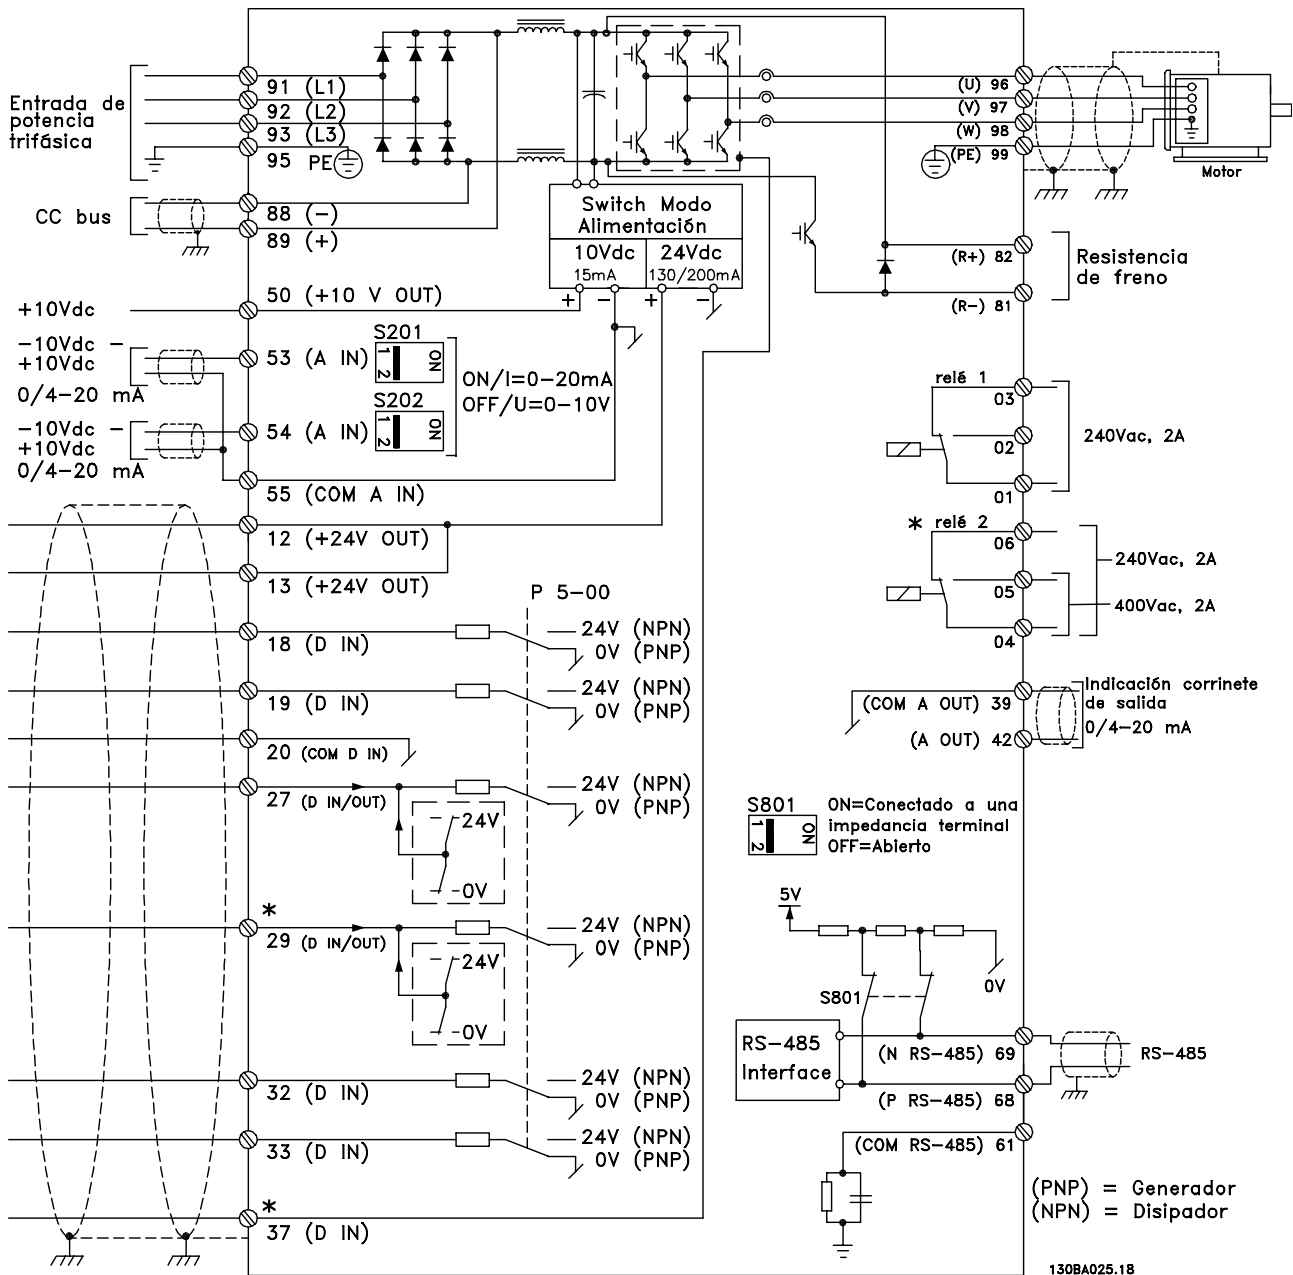 Entrada de
potencia
trifásica
91 (L1)
92 (L2)
93 (L3)
95 PE
CC bus
88 (−)
89 (+)
Switch Modo
Alimentación
10Vdc
15mA
24Vdc
130/200mA
+ − + −
(U) 96
(V) 97
(W) 98
(PE) 99
Motor
(R+) 82
(R−) 81
Resistencia
de freno
+10Vdc
50 (+10 V OUT)
−10Vdc −
+10Vdc
0/4−20 mA
53 (A IN)
S201
1 2
ON
ON/I=0−20mA
OFF/U=0−10V
−10Vdc −
+10Vdc
0/4−20 mA
54 (A IN)
S202
1 2
ON
55 (COM A IN)
12 (+24V OUT)
13 (+24V OUT)
relé 1
03
02
01
240Vac, 2A
* relé 2
06
05
04
240Vac, 2A
400Vac, 2A
P 5−00
18 (D IN)
24V (NPN)
0V (PNP)
19 (D IN)
24V (NPN)
0V (PNP)
20 (COM D IN)
27 (D IN/OUT)
24V (NPN)
0V (PNP)
24V
0V
*
29 (D IN/OUT)
24V (NPN)
0V (PNP)
24V
0V
32 (D IN)
24V (NPN)
0V (PNP)
33 (D IN)
24V (NPN)
0V (PNP)
*
37 (D IN)
(COM A OUT) 39
(A OUT) 42
Indicación corrinete
de salida
0/4−20 mA
S801
1 2
ON
ON=Conectado a una
impedancia terminal
OFF=Abierto
5V
0V
S801
RS−485
Interface
(N RS−485) 69
(P RS−485) 68
(COM RS−485) 61
RS−485
(PNP) = Generador
(NPN) = Disipador
130BA025.18